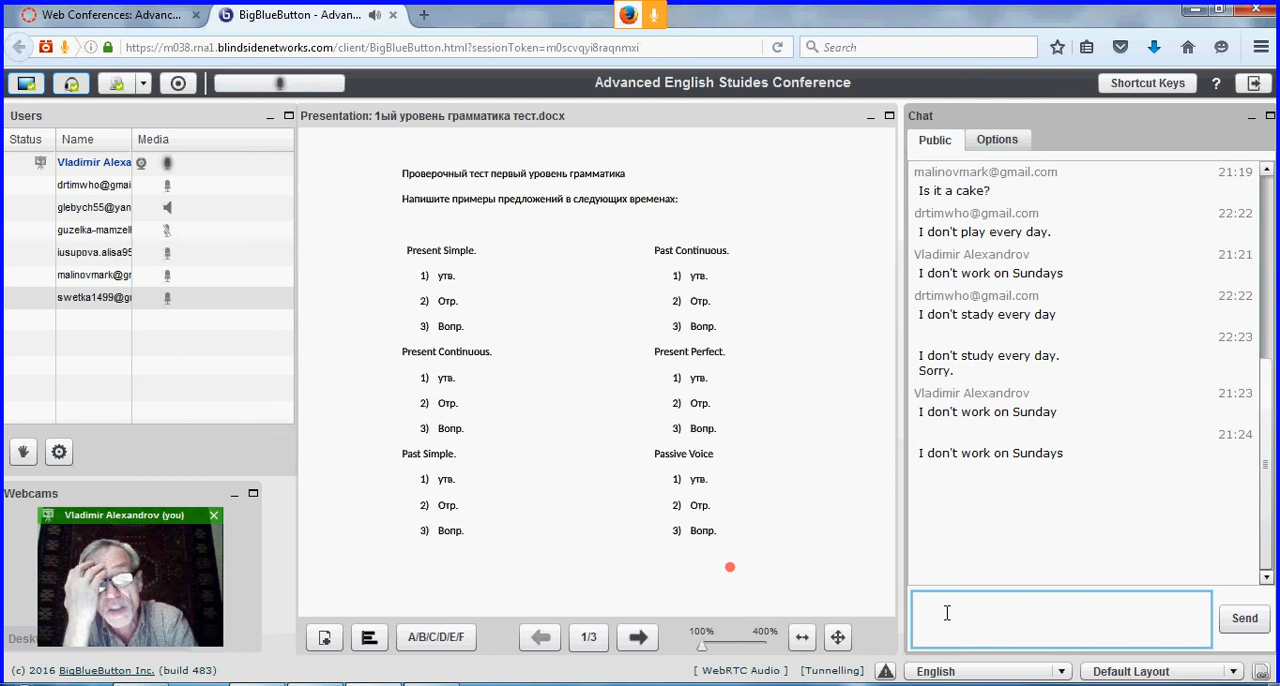 Web Conferences: Advanc...
BigBlueButton - Advan...
https://m038.rna1.blindsidenetworks.com/client/BigBlueButton.html?sessionToken=m0scvqyi8raqnmxi
Search
Advanced English Stuides Conference
Shortcut Keys
?
Users
Status Name Media
Vladimir Alexa
drtimwho@gmai
glebych55@yan
guzelka-mamzell
iusupova.alisa95
malinovmark@gr
swetka1499@gr
Webcams
Vladimir Alexandrov (you)
Desk
Presentation: 1ый уровень грамматика тест.docx
Проверочный тест первый уровень грамматика
Напишите примеры предложений в следующих временах:
Present Simple.
1) утв.
2) Отр.
3) Вопр.
Present Continuous.
1) утв.
2) Отр.
3) Вопр.
Past Simple.
1) утв.
2) Отр.
3) Вопр.
Past Continuous.
1) утв.
2) Отр.
3) Вопр.
Present Perfect.
1) утв.
2) Отр.
3) Вопр.
Passive Voice
1) утв.
2) Отр.
3) Вопр.
A/B/C/D/E/F
1/3
100% 400%
Chat
Public Options
malinovmark@gmail.com 21:19
Is it a cake?
drtimwho@gmail.com 22:22
I don't play every day.
Vladimir Alexandrov 21:21
I don't work on Sundays
drtimwho@gmail.com 22:22
I don't stady every day
22:23
I don't study every day.
Sorry.
Vladimir Alexandrov 21:23
I don't work on Sunday
21:24
I don't work on Sundays
Send
(c) 2016 BigBlueButton Inc. (build 483)
[ WebRTC Audio ] [Tunnelling]
English
Default Layout